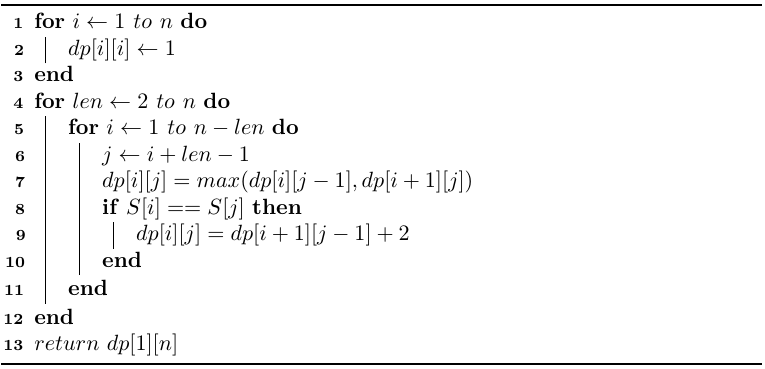 1 for i ← 1 to n do
2 dp[i][i] ← 1
3 end
4 for len ← 2 to n do
5 for i ← 1 to n − len do
6 j ← i + len − 1
7 dp[i][j] = max(dp[i][j − 1], dp[i + 1][j])
8 if S[i] == S[j] then
9 dp[i][j] = dp[i + 1][j − 1] + 2
10 end
11 end
12 end
13 return dp[1][n]